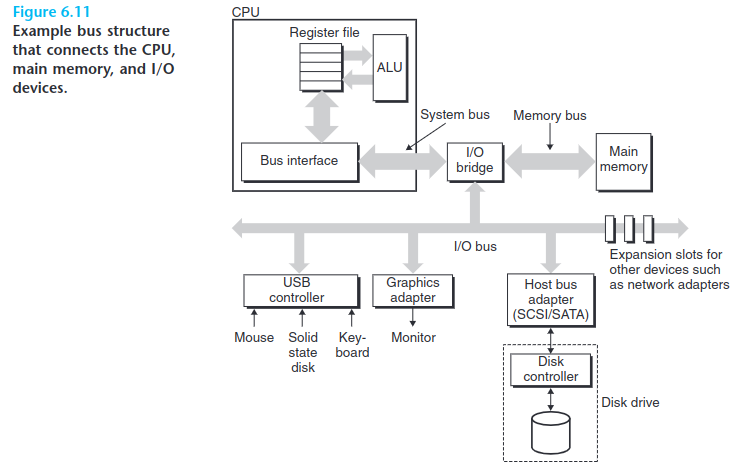 Figure 6.11
Example bus structure
that connects the CPU,
main memory, and I/O
devices.
CPU
Register file
ALU
System bus
Memory bus
Bus interface
I/O
bridge
Main
memory
I/O bus
Expansion slots for
other devices such
as network adapters
USB
controller
Graphics
adapter
Host bus
adapter
(SCSI/SATA)
Mouse
Solid
state
disk
Key-
board
Monitor
Disk
controller
Disk drive